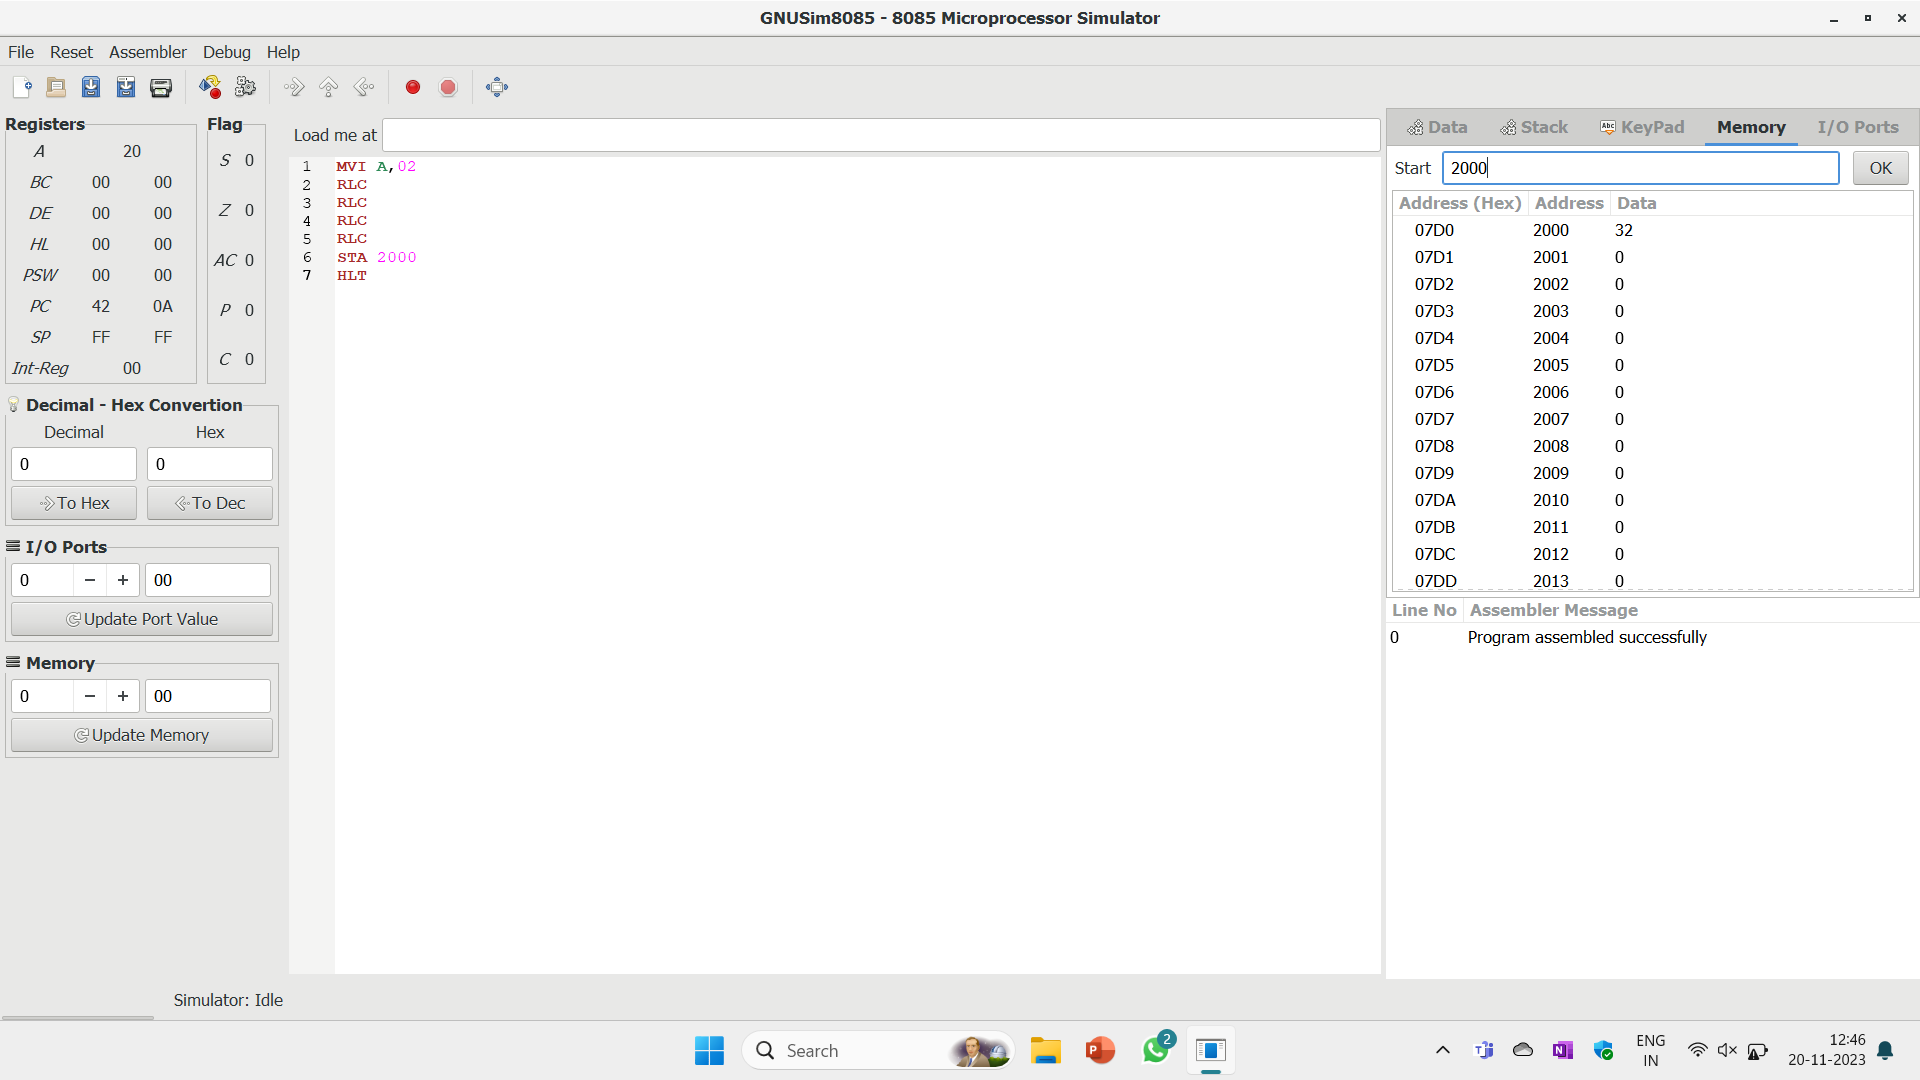 GNUSim8085 - 8085 Microprocessor Simulator
File Reset Assembler Debug Help
Registers
A 20
BC 00 00
DE 00 00
HL 00 00
PSW 00 00
PC 42 0A
SP FF FF
Int-Reg 00
Flag
S 0
Z 0
AC 0
P 0
C 0
Decimal - Hex Convertion
Decimal Hex
0 0
To Hex To Dec
I/O Ports
0 − + 00
Update Port Value
Memory
0 − + 00
Update Memory
Load me at
1 MVI A,02
2 RLC
3 RLC
4 RLC
5 RLC
6 STA 2000
7 HLT
Data Stack Abc KeyPad Memory I/O Ports
Start 2000 OK
Address (Hex) Address Data
07D0 2000 32
07D1 2001 0
07D2 2002 0
07D3 2003 0
07D4 2004 0
07D5 2005 0
07D6 2006 0
07D7 2007 0
07D8 2008 0
07D9 2009 0
07DA 2010 0
07DB 2011 0
07DC 2012 0
07DD 2013 0
Line No Assembler Message
0 Program assembled successfully
Simulator: Idle
Search
P
2
N
ENG
IN
12:46
20-11-2023